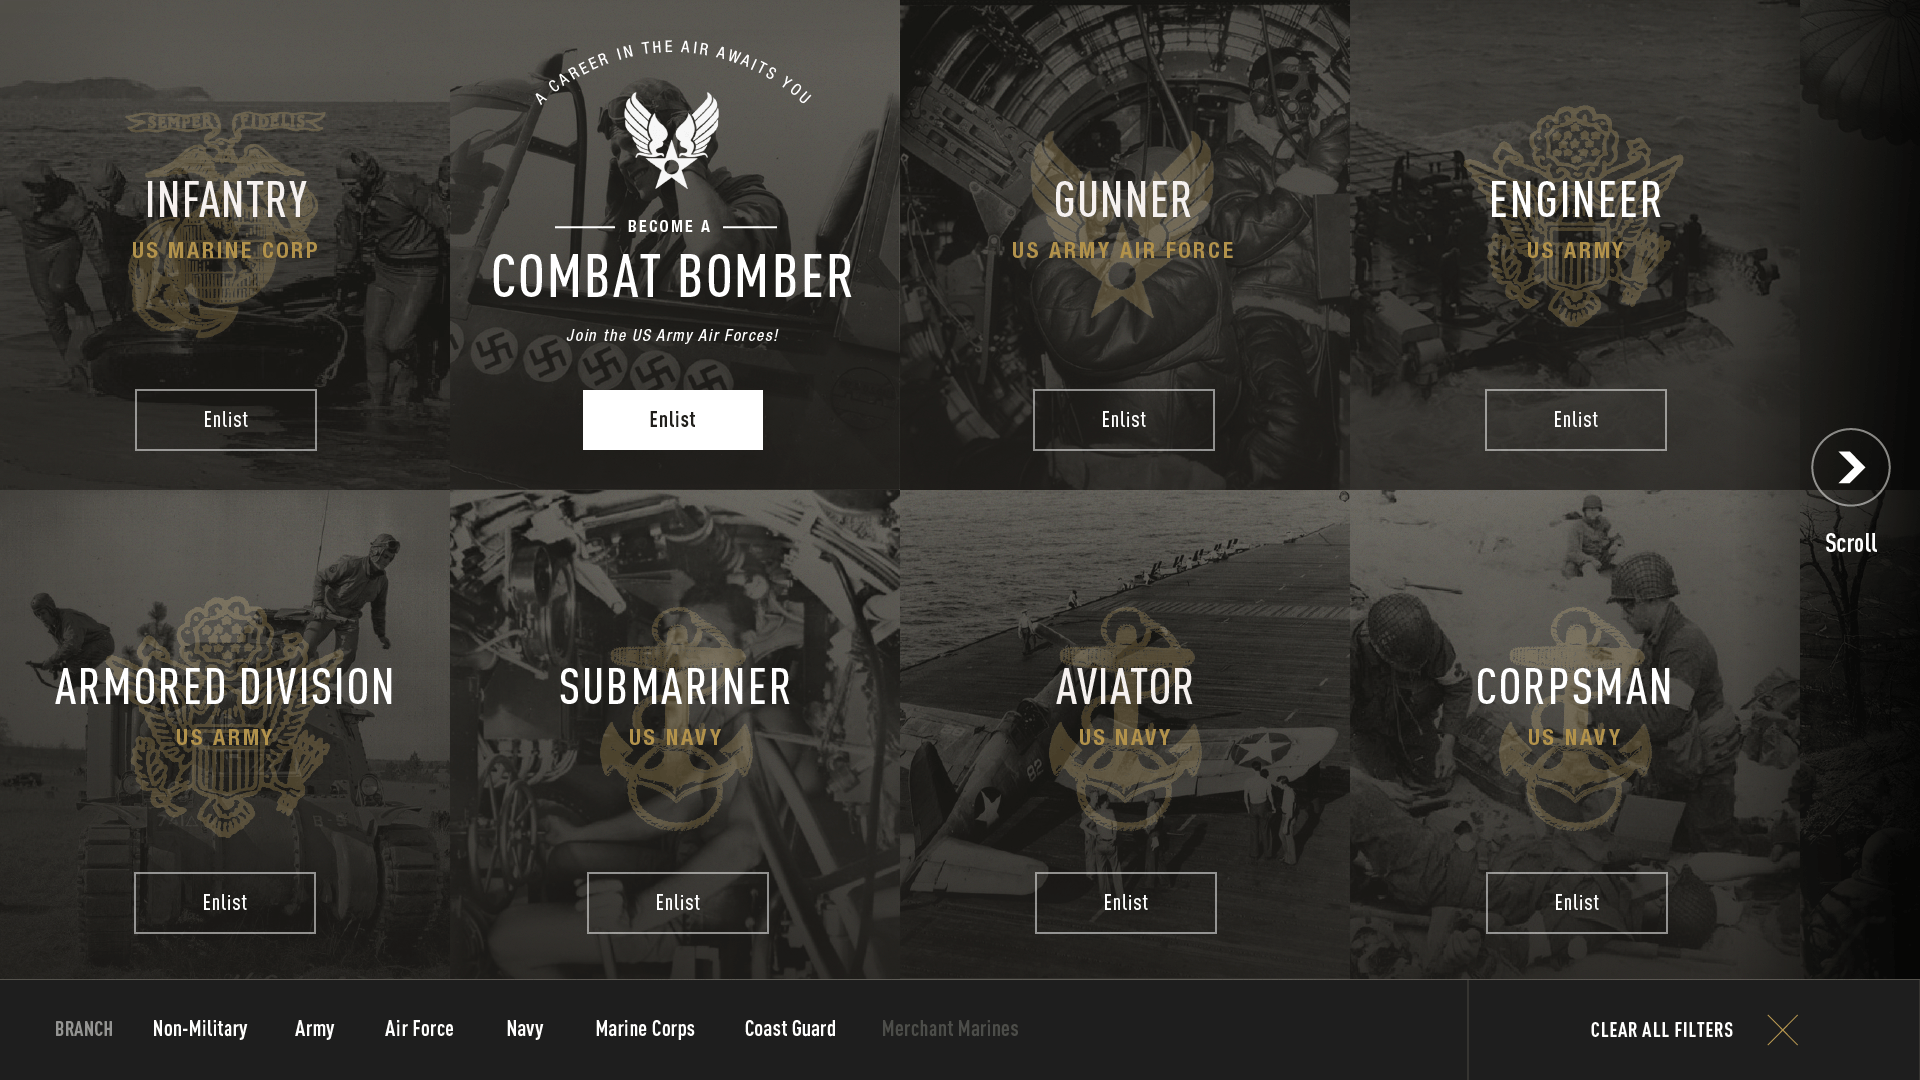 SEMPER FIDELIS
INFANTRY
US MARINE CORP
Enlist
A CAREER IN THE AIR AWAITS YOU
BECOME A
COMBAT BOMBER
Join the US Army Air Forces!
Enlist
GUNNER
US ARMY AIR FORCE
Enlist
ENGINEER
US ARMY
Enlist
Scroll
ARMORED DIVISION
US ARMY
Enlist
SUBMARINER
US NAVY
Enlist
82
AVIATOR
US NAVY
Enlist
CORPSMAN
US NAVY
Enlist
BRANCH
Non-Military
Army
Air Force
Navy
Marine Corps
Coast Guard
Merchant Marines
CLEAR ALL FILTERS